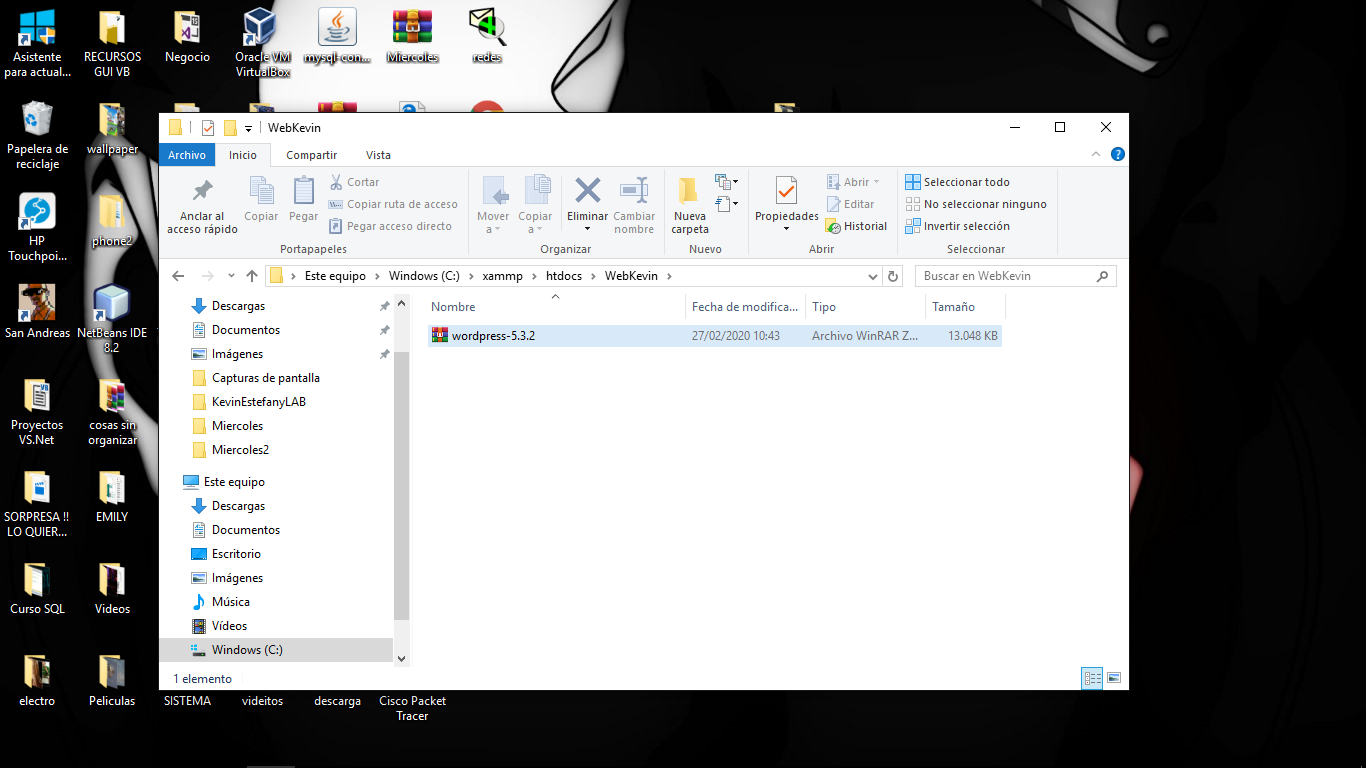 Asistente
para actual...
RECURSOS
GUI VB
Negocio
Oracle VM
VirtualBox
mysql-con...
Miercoles
redes
Papelera de
reciclaje
wallpaper
HP
Touchpoi...
phone2
San Andreas
NetBeans IDE
8.2
Proyectos
VS.Net
cosas sin
organizar
SORPRESA !!
LO QUIER...
EMILY
Curso SQL
Videos
electro
Peliculas
SISTEMA
videitos
descarga
Cisco Packet
Tracer
WebKevin
Archivo
Inicio
Compartir
Vista
Anclar al
acceso rápido
Copiar
Pegar
Cortar
Copiar ruta de acceso
Pegar acceso directo
Portapapeles
Mover
a
Copiar
a
Eliminar
Cambiar
nombre
Organizar
Nueva
carpeta
Nuevo
Propiedades
Abrir
Editar
Historial
Abrir
Seleccionar todo
No seleccionar ninguno
Invertir selección
Seleccionar
Este equipo > Windows (C:) > xammp > htdocs > WebKevin >
Buscar en WebKevin
Descargas
Documentos
Imágenes
Capturas de pantalla
KevinEstefanyLAB
Miercoles
Miercoles2
Este equipo
Descargas
Documentos
Escritorio
Imágenes
Música
Vídeos
Windows (C:)
Nombre Fecha de modifica... Tipo Tamaño
wordpress-5.3.2 27/02/2020 10:43 Archivo WinRAR Z... 13.048 KB
1 elemento